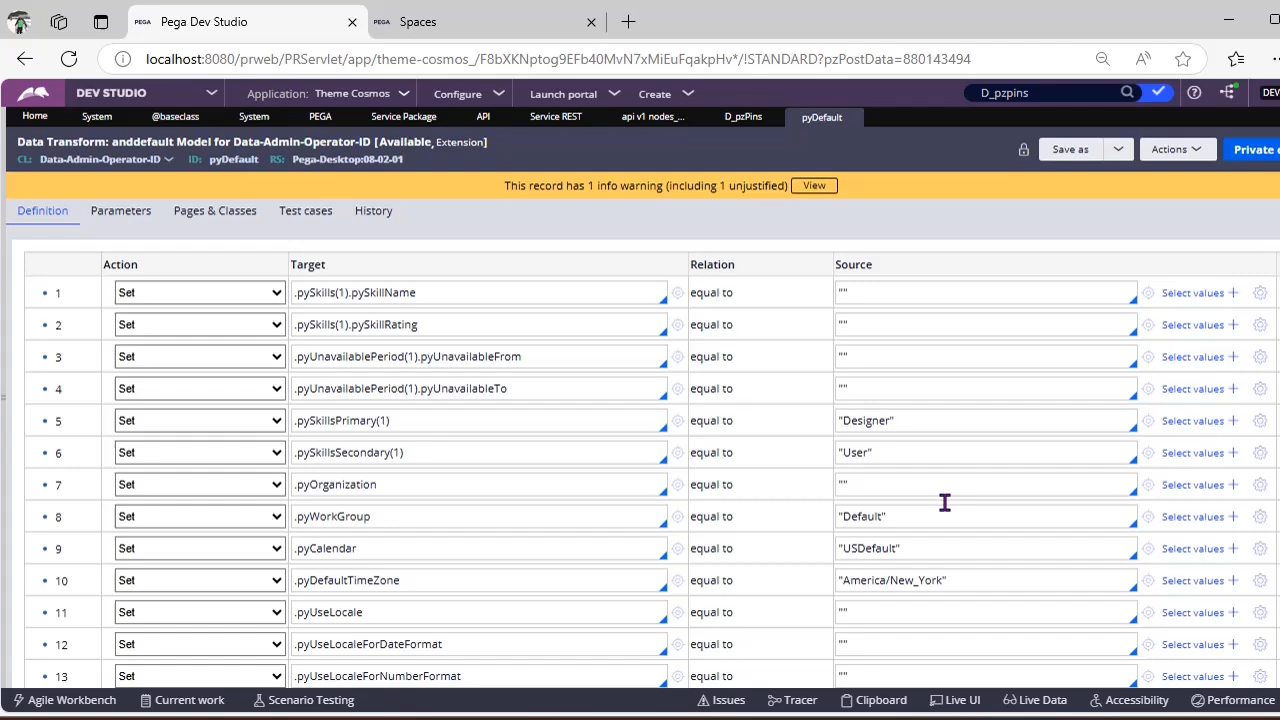 PEGA Pega Dev Studio PEGA Spaces
localhost:8080/prweb/PRServlet/app/theme-cosmos_/F8bXKNptog9EFb40MvN7xMiEuFqakpHv*/!STANDARD?pzPostData=880143494
DEV STUDIO Application: Theme Cosmos Configure Launch portal Create D_pzpins DEV
Home System @baseclass System PEGA Service Package API Service REST api v1 nodes_... D_pzPins pyDefault
Data Transform: anddefault Model for Data-Admin-Operator-ID [Available, Extension]
CL: Data-Admin-Operator-ID ID: pyDefault RS: Pega-Desktop:08-02-01
Save as Actions Private
This record has 1 info warning (including 1 unjustified) View
Definition Parameters Pages & Classes Test cases History
Action Target Relation Source
1 Set .pySkills(1).pySkillName equal to "" Select values
2 Set .pySkills(1).pySkillRating equal to "" Select values
3 Set .pyUnavailablePeriod(1).pyUnavailableFrom equal to "" Select values
4 Set .pyUnavailablePeriod(1).pyUnavailableTo equal to "" Select values
5 Set .pySkillsPrimary(1) equal to "Designer" Select values
6 Set .pySkillsSecondary(1) equal to "User" Select values
7 Set .pyOrganization equal to "" Select values
8 Set .pyWorkGroup equal to "Default" Select values
9 Set .pyCalendar equal to "USDefault" Select values
10 Set .pyDefaultTimeZone equal to "America/New_York" Select values
11 Set .pyUseLocale equal to "" Select values
12 Set .pyUseLocaleForDateFormat equal to "" Select values
13 Set .pyUseLocaleForNumberFormat equal to "" Select values
Agile Workbench Current work Scenario Testing Issues Tracer Clipboard Live UI Live Data Accessibility Performance